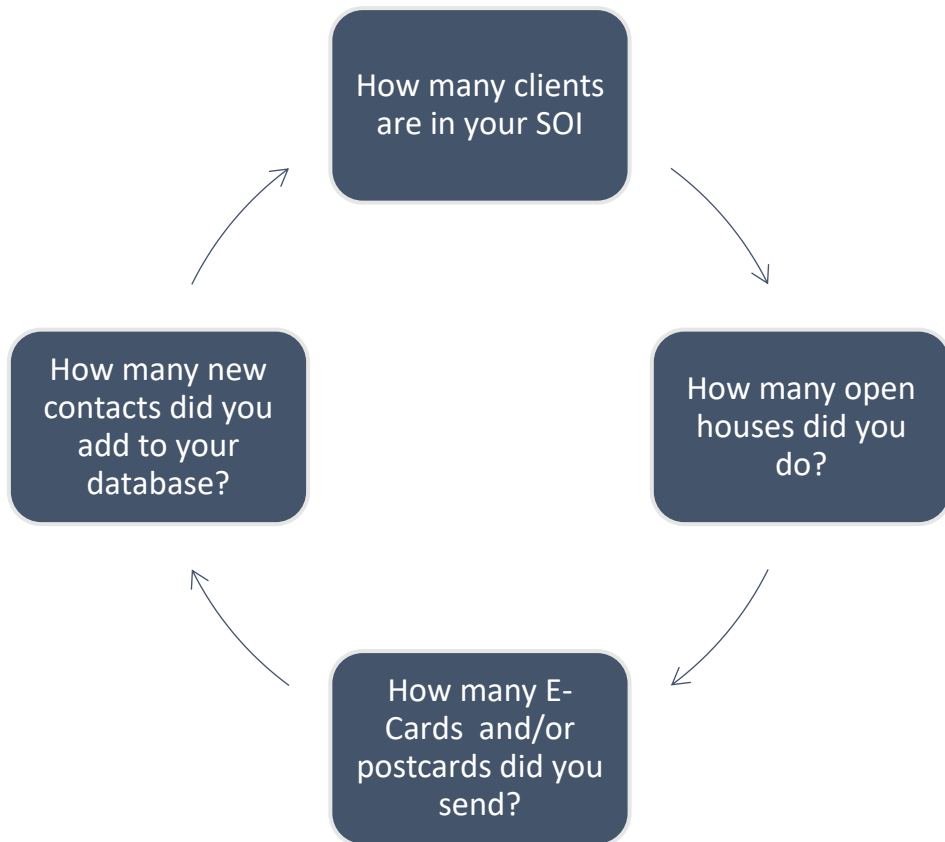 How many clients
are in your SOI
How many open
houses did you
do?
How many E-
Cards  and/or
postcards did you
send?
How many new
contacts did you
add to your
database?